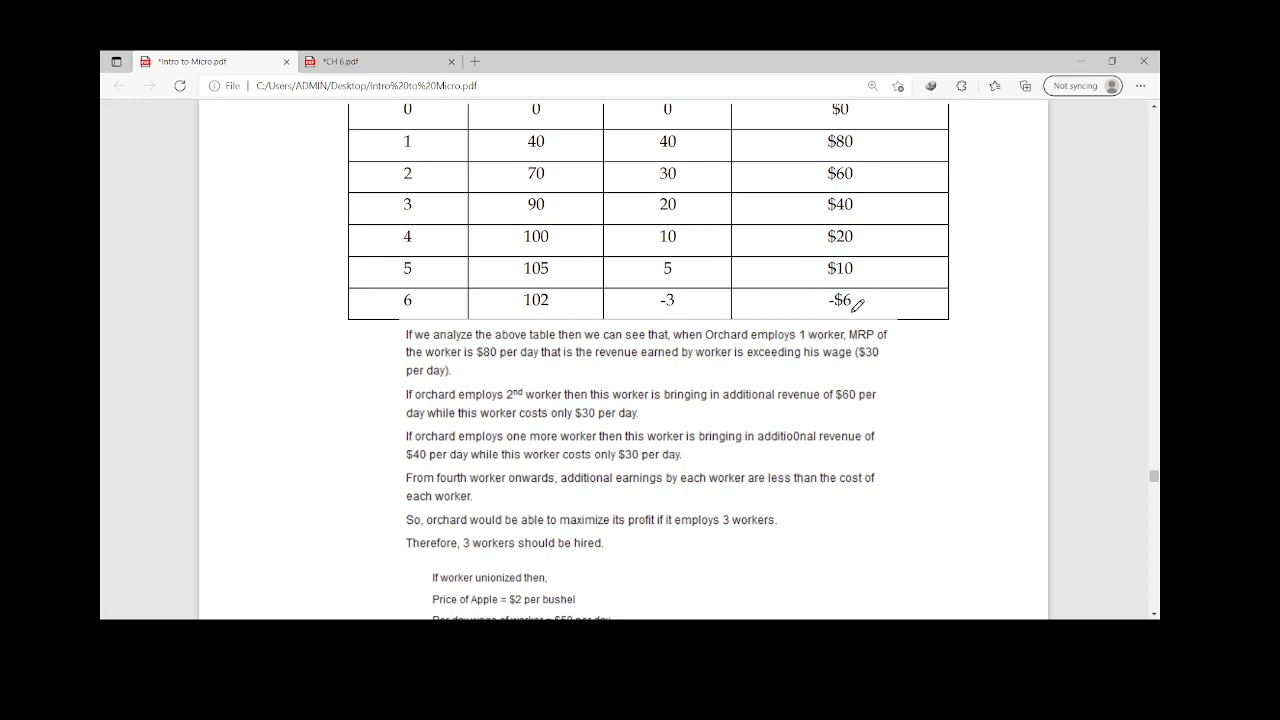 *Intro to Micro.pdf
*CH 6.pdf
File | C:/Users/ADMIN/Desktop/Intro%20to%20Micro.pdf
Not syncing
0 0 0 $0
1 40 40 $80
2 70 30 $60
3 90 20 $40
4 100 10 $20
5 105 5 $10
6 102 -3 -$6
If we analyze the above table then we can see that, when Orchard employs 1 worker, MRP of
the worker is $80 per day that is the revenue earned by worker is exceeding his wage ($30
per day).
If orchard employs 2nd worker then this worker is bringing in additional revenue of $60 per
day while this worker costs only $30 per day.
If orchard employs one more worker then this worker is bringing in additio0nal revenue of
$40 per day while this worker costs only $30 per day.
From fourth worker onwards, additional earnings by each worker are less than the cost of
each worker.
So, orchard would be able to maximize its profit if it employs 3 workers.
Therefore, 3 workers should be hired.
If worker unionized then,
Price of Apple = $2 per bushel
Per day wage of worker = $50 per day